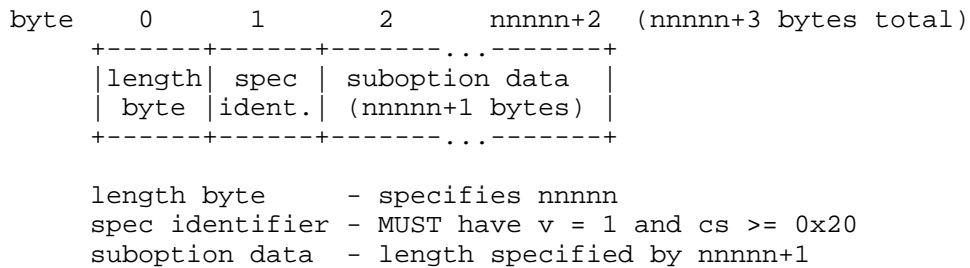 byte    0      1       2      nnnnn+2  (nnnnn+3 bytes total)
     +------+------+-------...-------+
     |length| spec |  suboption data  |
     | byte |ident.| (nnnnn+1 bytes) |
     +------+------+-------...-------+
     length byte     - specifies nnnnn
     spec identifier - MUST have v = 1 and cs >= 0x20
     suboption data  - length specified by nnnnn+1